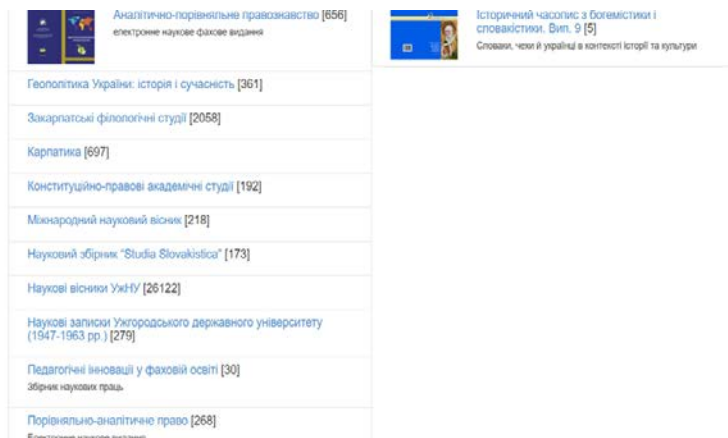 Аналітично-порівняльне правознавство [656]
електронне наукове фахове видання
Геополітика України: історія і сучасність [361]
Закарпатські філологічні студії [2058]
Карпатика [697]
Конституційно-правові академічні студії [192]
Міжнародний науковий вісник [218]
Науковий збірник “Studia Slovakistica” [173]
Наукові вісники УжНУ [26122]
Наукові записки Ужгородського державного університету
(1947-1963 рр.) [279]
Педагогічні інновації у фаховій освіті [30]
Збірник наукових праць
Порівняльно-аналітичне право [268]
Електронне наукове видання
Історичний часопис з богемістики і
словакістики. Вип. 9 [5]
Словаки, чехи й українці в контексті історії та культури